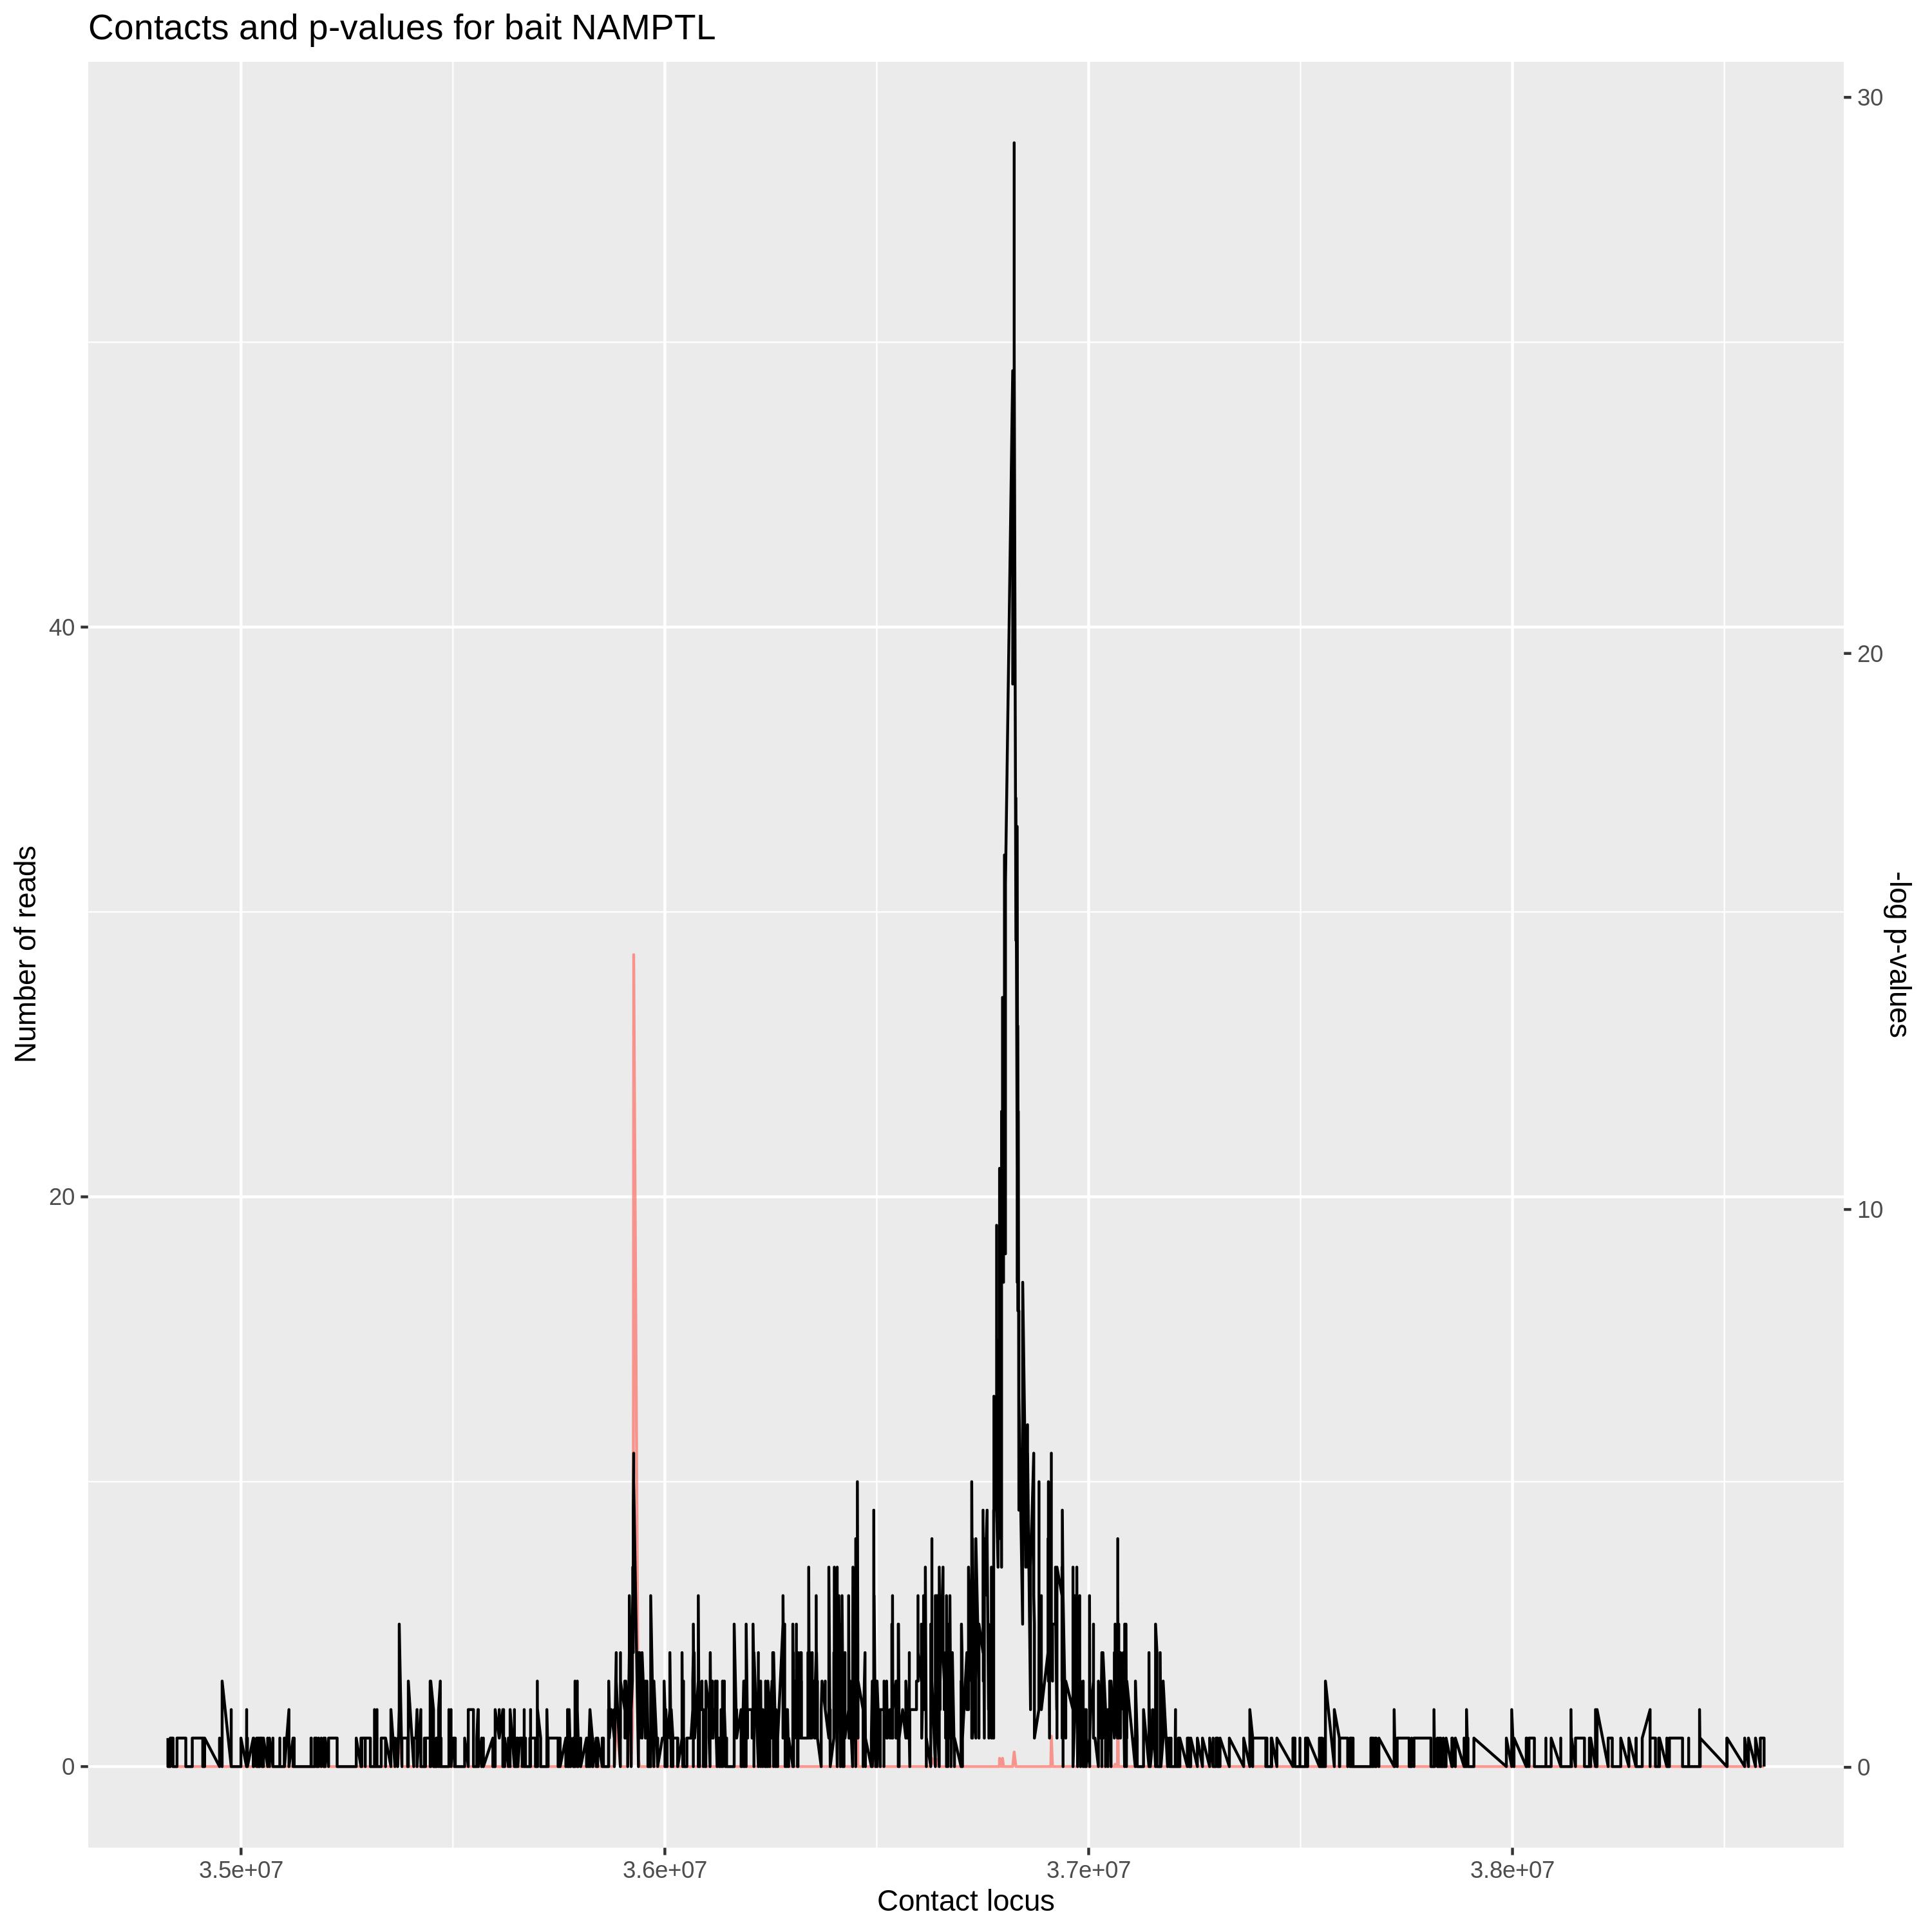 Contacts and p-values for bait NAMPTL
30
40
20
20
10
0
0
Number of reads
-log p-values
3.5e+07
3.6e+07
3.7e+07
3.8e+07
Contact locus